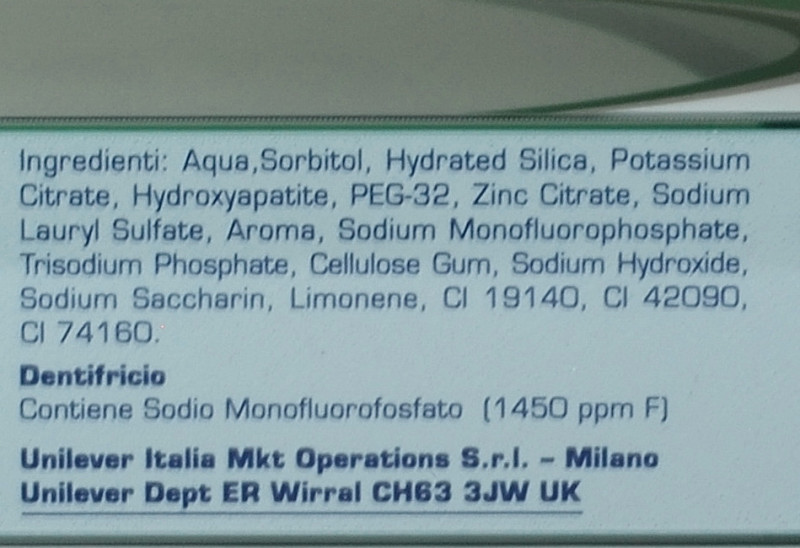 Ingredienti: Aqua,Sorbitol, Hydrated Silica, Potassium
Citrate, Hydroxyapatite, PEG-32, Zinc Citrate, Sodium
Lauryl Sulfate, Aroma, Sodium Monofluorophosphate,
Trisodium Phosphate, Cellulose Gum, Sodium Hydroxide,
Sodium Saccharin, Limonene, CI 19140, CI 42090,
CI 74160.
Dentifricio
Contiene Sodio Monofluorofosfato (1450 ppm F)
Unilever Italia Mkt Operations S.r.l. – Milano
Unilever Dept ER Wirral CH63 3JW UK